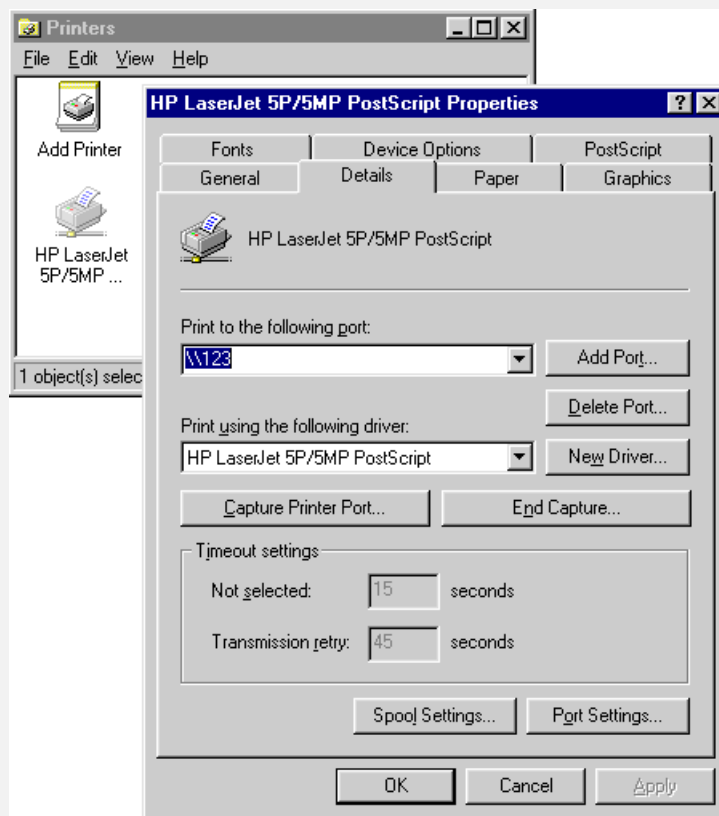 Printers
File Edit View Help
Add Printer
HP LaserJet
5P/5MP ...
1 object(s) selec
HP LaserJet 5P/5MP PostScript Properties
Fonts Device Options PostScript
General Details Paper Graphics
HP LaserJet 5P/5MP PostScript
Print to the following port:
\\123 Add Port...
Delete Port...
Print using the following driver:
HP LaserJet 5P/5MP PostScript New Driver...
Capture Printer Port... End Capture...
Timeout settings
Not selected: 15 seconds
Transmission retry: 45 seconds
Spool Settings... Port Settings...
OK Cancel Apply